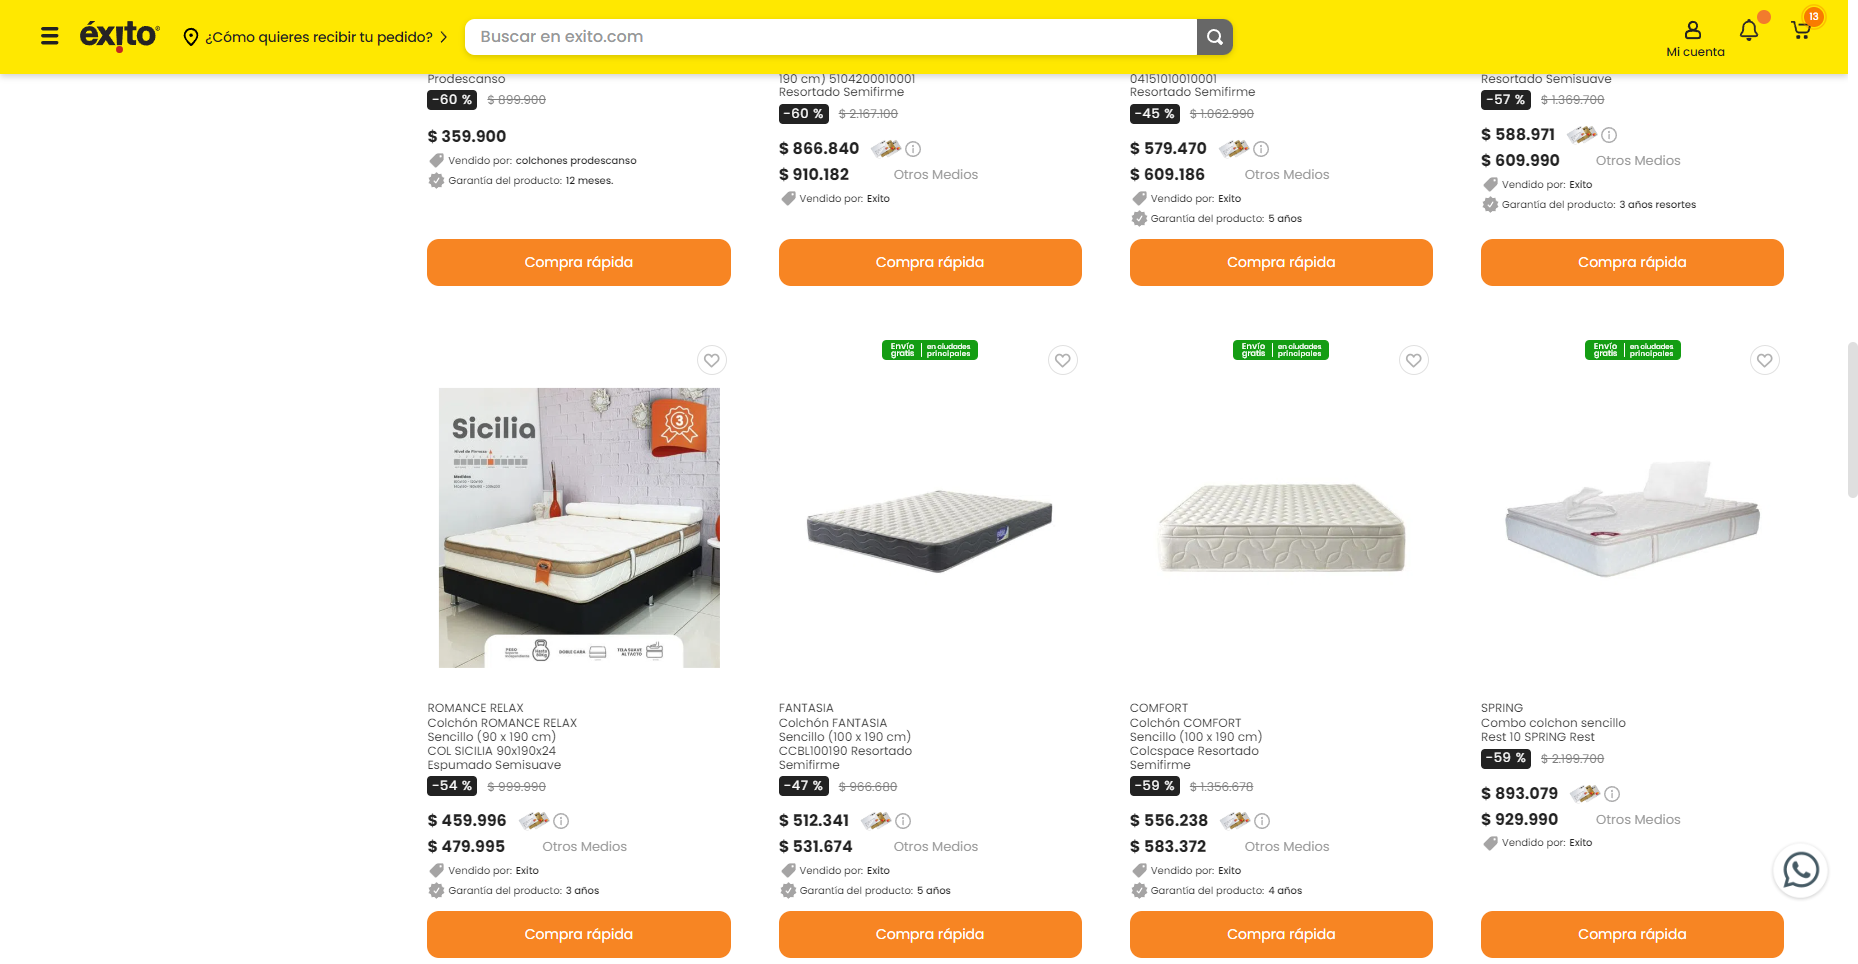 éxito
¿Cómo quieres recibir tu pedido?
Buscar en exito.com
Mi cuenta
13
Prodescanso
-60 % $ 899.900
$ 359.900
Vendido por: colchones prodescanso
Garantía del producto: 12 meses.
Compra rápida
190 cm) 5104200010001
Resortado Semifirme
-60 % $ 2.167.100
$ 866.840
$ 910.182 Otros Medios
Vendido por: Exito
Compra rápida
04151010010001
Resortado Semifirme
-45 % $ 1.062.990
$ 579.470
$ 609.186 Otros Medios
Vendido por: Exito
Garantía del producto: 5 años
Compra rápida
Resortado Semisuave
-57 % $ 1.369.700
$ 588.971
$ 609.990 Otros Medios
Vendido por: Exito
Garantía del producto: 3 años resortes
Compra rápida
Sicilia
3
Nivel de Firmeza
Medidas
DOBLE CARA
TELA SUAVE
AL TACTO
ROMANCE RELAX
Colchón ROMANCE RELAX
Sencillo (90 x 190 cm)
COL SICILIA 90x190x24
Espumado Semisuave
-54 % $ 999.990
$ 459.996
$ 479.995 Otros Medios
Vendido por: Exito
Garantía del producto: 3 años
Compra rápida
Envío gratis | en ciudades principales
FANTASIA
Colchón FANTASIA
Sencillo (100 x 190 cm)
CCBL100190 Resortado
Semifirme
-47 % $ 966.680
$ 512.341
$ 531.674 Otros Medios
Vendido por: Exito
Garantía del producto: 5 años
Compra rápida
Envío gratis | en ciudades principales
COMFORT
Colchón COMFORT
Sencillo (100 x 190 cm)
Colcspace Resortado
Semifirme
-59 % $ 1.356.678
$ 556.238
$ 583.372 Otros Medios
Vendido por: Exito
Garantía del producto: 4 años
Compra rápida
Envío gratis | en ciudades principales
SPRING
Combo colchon sencillo
Rest 10 SPRING Rest
-59 % $ 2.199.700
$ 893.079
$ 929.990 Otros Medios
Vendido por: Exito
Compra rápida